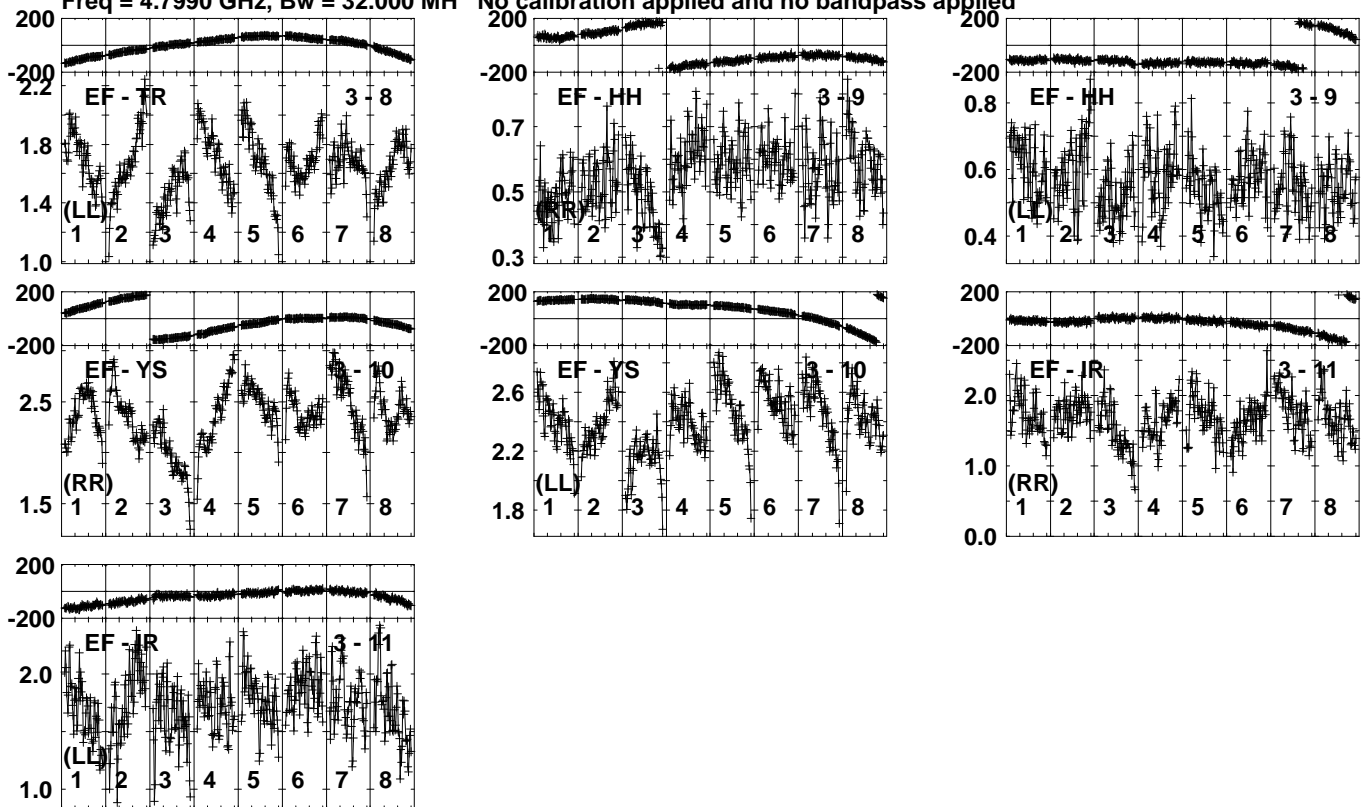 Freq = 4.7990 GHz, Bw = 32.000 MH No calibration applied and no bandpass applied
200
-200
2.2
1.8
1.4
1.0
EF - TR 3 - 8
(LL)
1 2 3 4 5 6 7 8
200
-200
0.7
0.5
0.3
EF - HH 3 - 9
(RR)
1 2 3 4 5 6 7 8
200
-200
0.8
0.6
0.4
EF - HH 3 - 9
(LL)
1 2 3 4 5 6 7 8
200
-200
2.5
1.5
EF - YS 3 - 10
(RR)
1 2 3 4 5 6 7 8
200
-200
2.6
2.2
1.8
EF - YS 3 - 10
(LL)
1 2 3 4 5 6 7 8
200
-200
2.0
1.0
0.0
EF - IR 3 - 11
(RR)
1 2 3 4 5 6 7 8
200
-200
2.0
1.0
EF - IR 3 - 11
(LL)
1 2 3 4 5 6 7 8